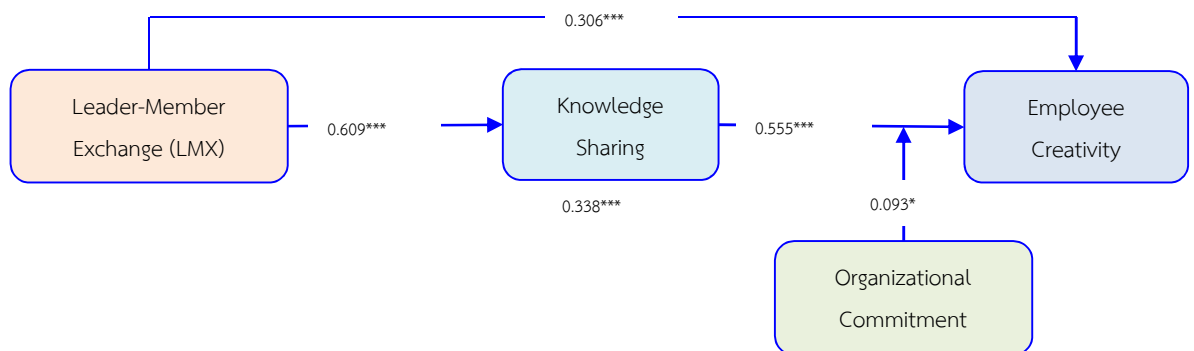 0.306***
Leader-Member
Exchange (LMX)
0.609***
Knowledge
Sharing
0.555***
Employee
Creativity
0.338***
0.093*
Organizational
Commitment